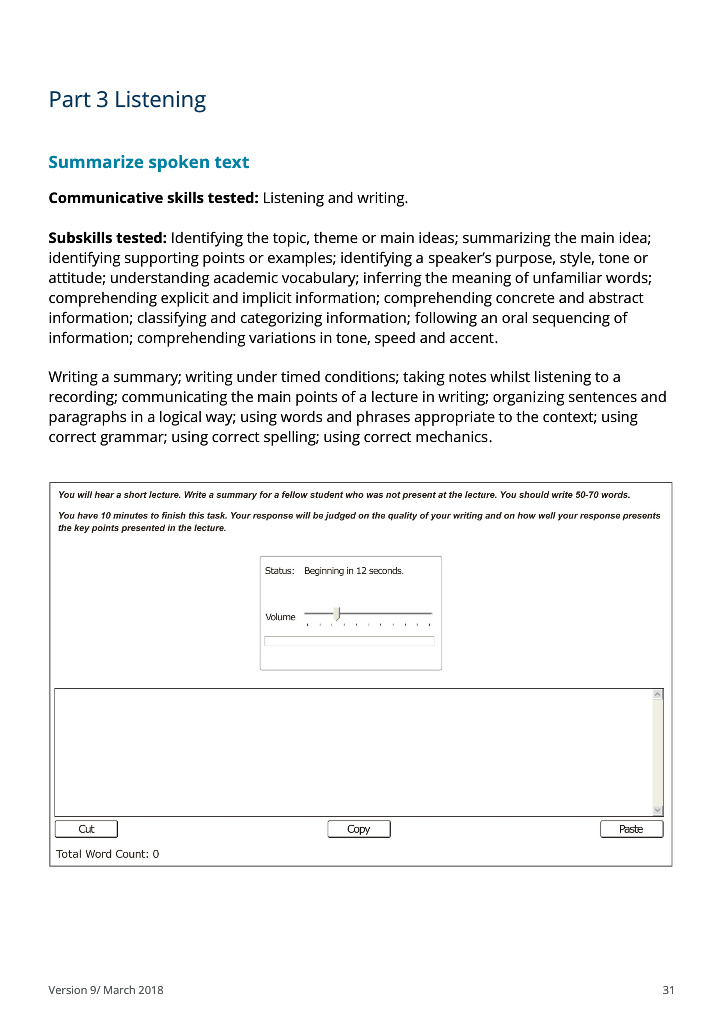 Part 3 Listening
Summarize spoken text
Communicative skills tested: Listening and writing.
Subskills tested: Identifying the topic, theme or main ideas; summarizing the main idea;
identifying supporting points or examples; identifying a speaker's purpose, style, tone or
attitude; understanding academic vocabulary; inferring the meaning of unfamiliar words;
comprehending explicit and implicit information; comprehending concrete and abstract
information; classifying and categorizing information; following an oral sequencing of
information; comprehending variations in tone, speed and accent.
Writing a summary; writing under timed conditions; taking notes whilst listening to a
recording; communicating the main points of a lecture in writing; organizing sentences and
paragraphs in a logical way; using words and phrases appropriate to the context; using
correct grammar; using correct spelling; using correct mechanics.
You will hear a short lecture. Write a summary for a fellow student who was not present at the lecture. You should write 50-70 words.
You have 10 minutes to finish this task. Your response will be judged on the quality of your writing and on how well your response presents
the key points presented in the lecture.
Status: Beginning in 12 seconds.
Volume
Cut Copy Paste
Total Word Count: 0
Version 9/ March 2018 31